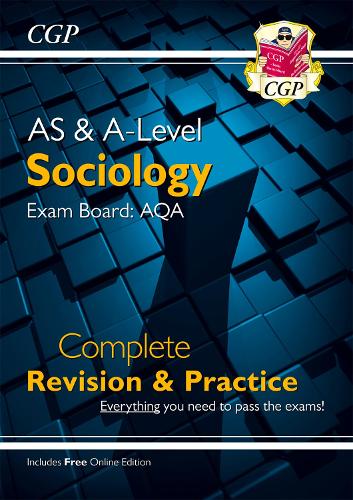 CGP
CGP
CGP
AS & A-Level
Sociology
Exam Board: AQA
Complete
Revision & Practice
Everything you need to pass the exams!
Includes Free Online Edition